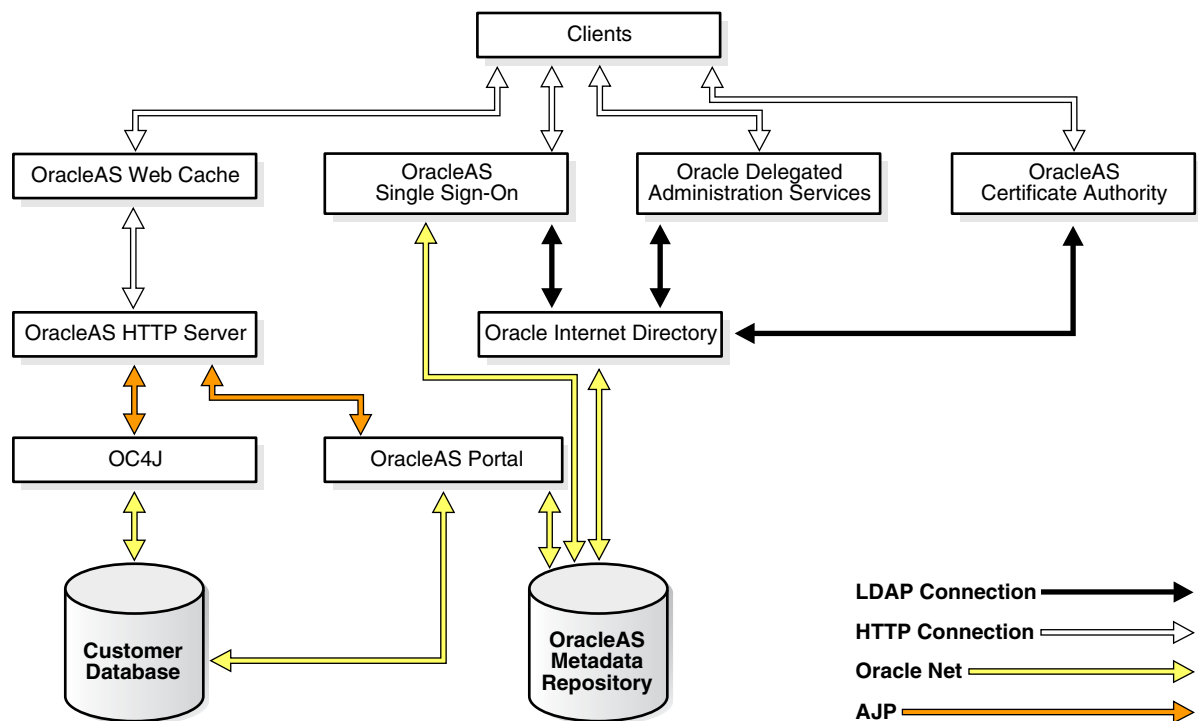 Clients
OracleAS Web Cache
OracleAS
Single Sign-On
Oracle Delegated
Administration Services
OracleAS
Certificate Authority
OracleAS HTTP Server
Oracle Internet Directory
OC4J
OracleAS Portal
Customer
Database
OracleAS
Metadata
Repository
LDAP Connection
HTTP Connection
Oracle Net
AJP